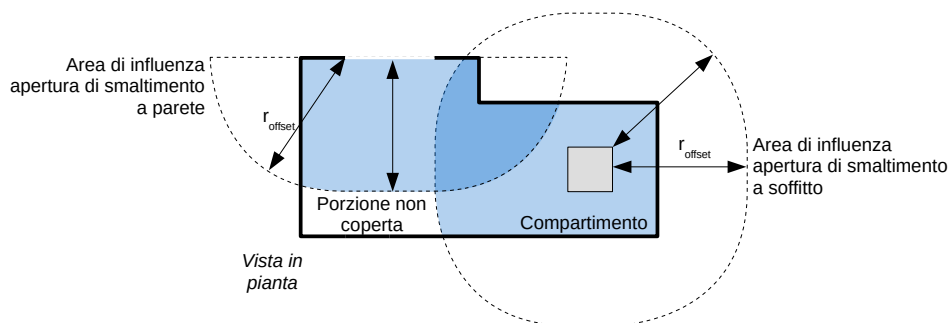 Area di influenza
apertura di smaltimento
a parete
r offset
r offset
Area di influenza
apertura di smaltimento
a soffitto
Porzione non
coperta
Compartimento
Vista in
pianta